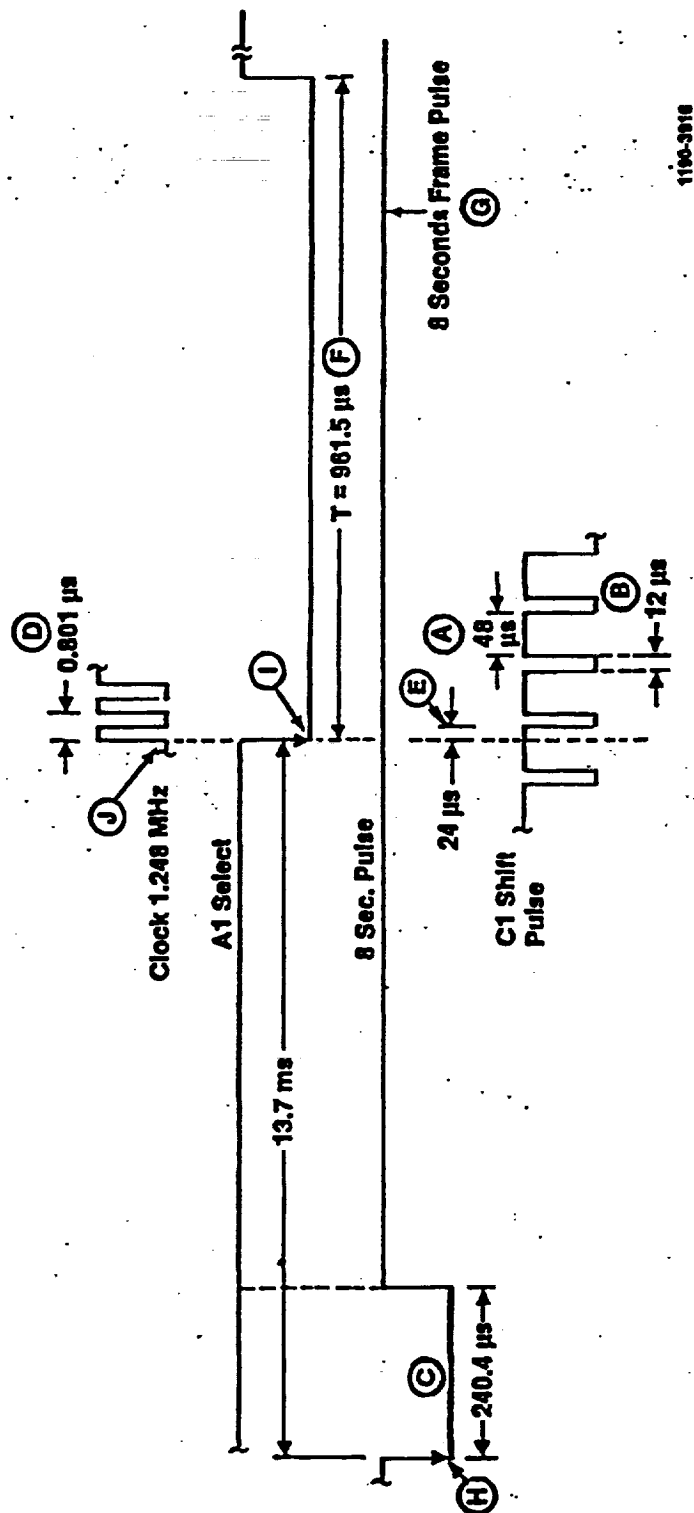 D
0.801 µs
J
Clock 1.248 MHz
A1 Select
I
13.7 ms
T = 961.5 µs
F
8 Sec. Pulse
8 Seconds Frame Pulse
G
H
C
240.4 µs
E
24 µs
A
48
µs
B
12 µs
C1 Shift
Pulse
1190-3916